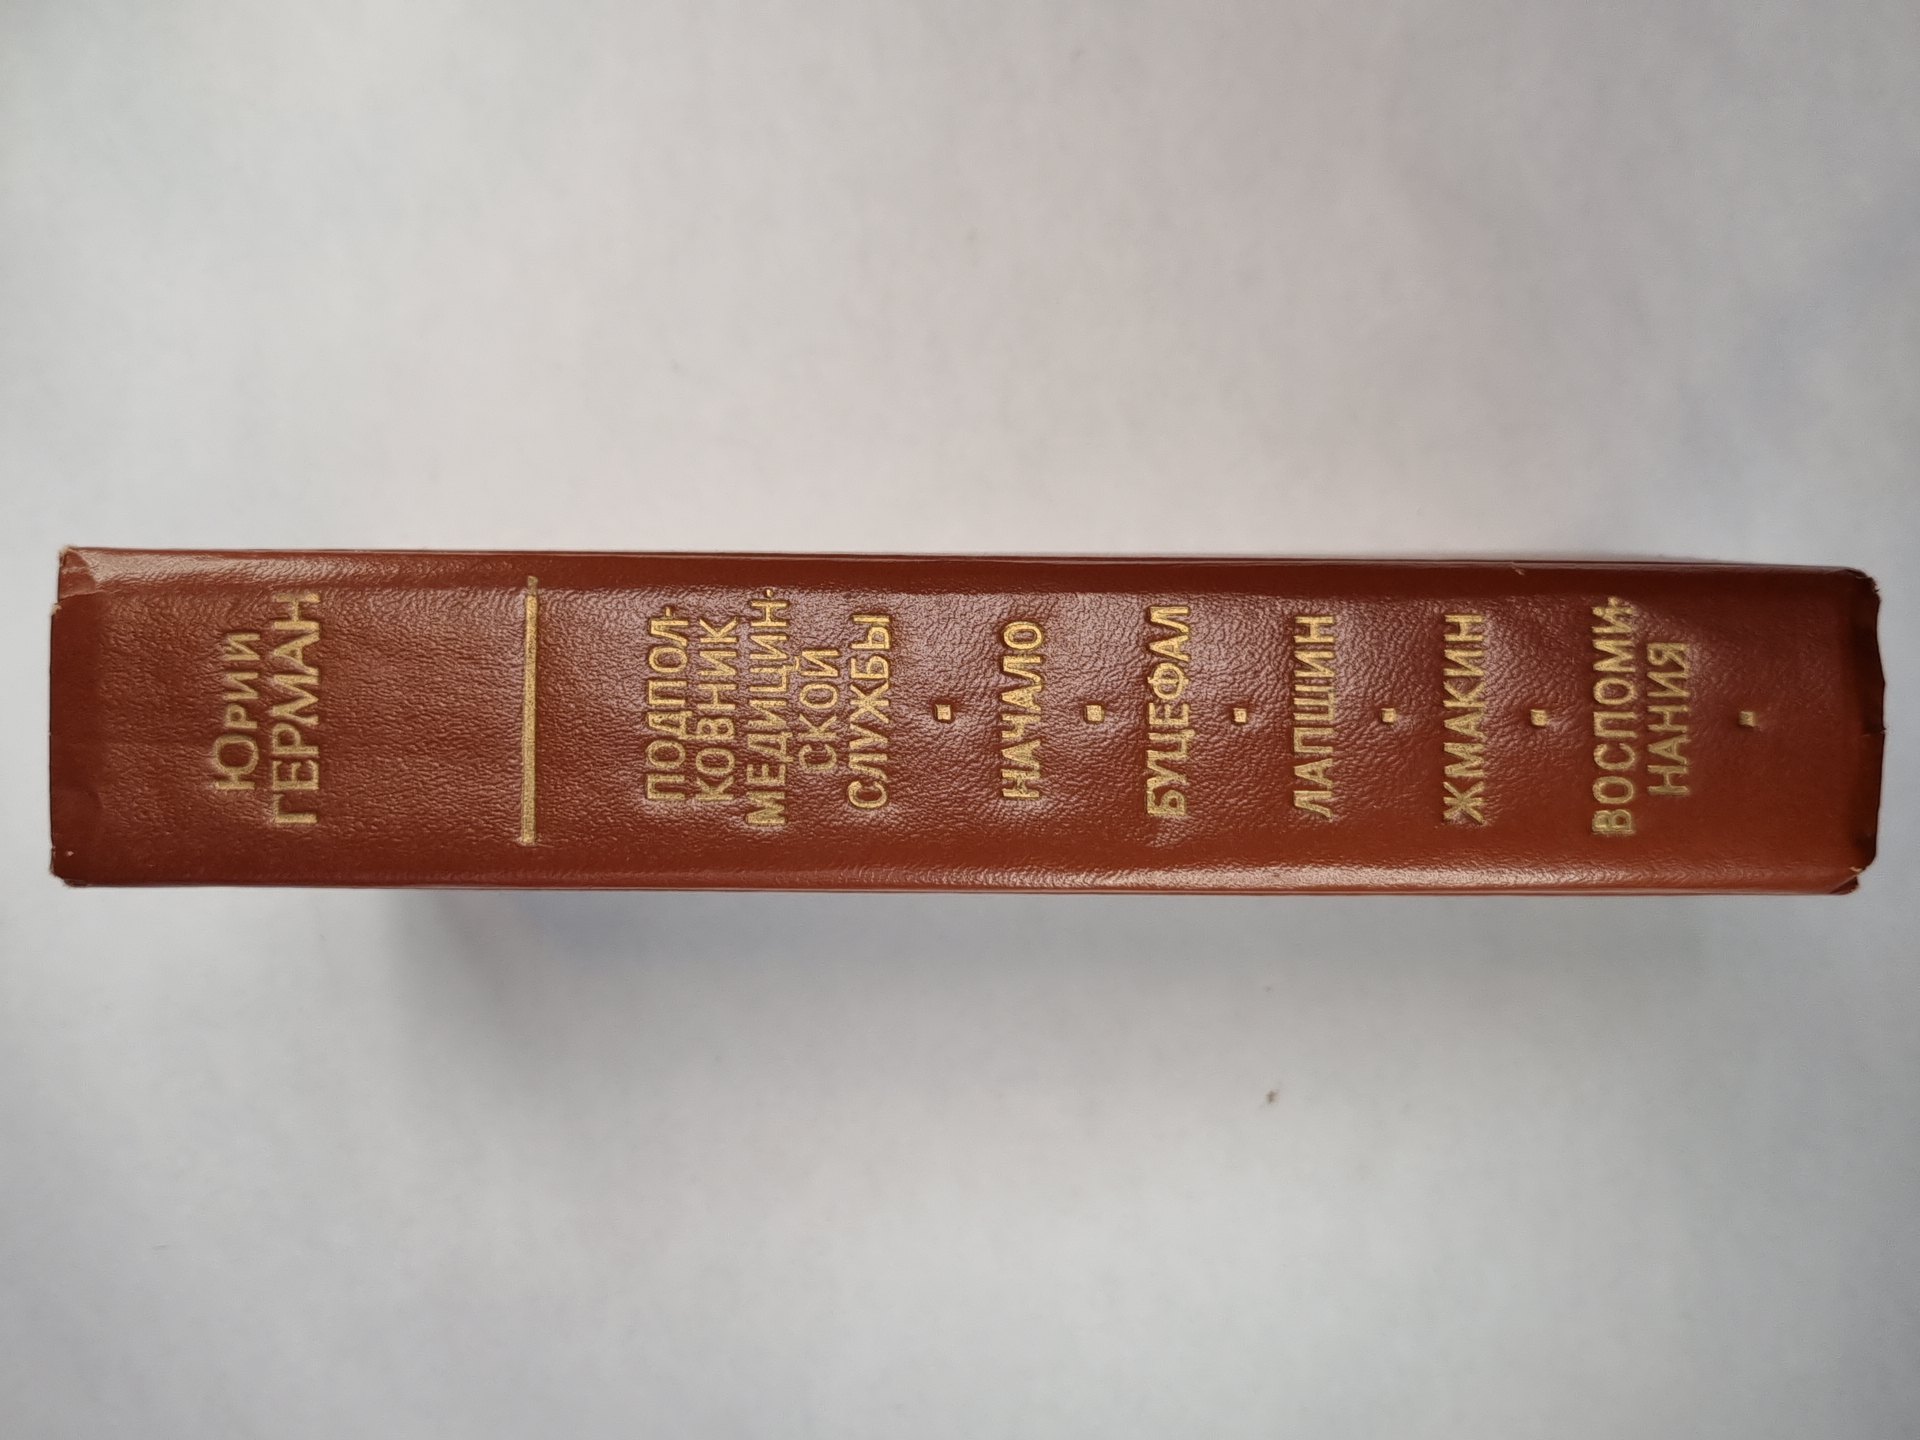 ЮРИЙ
ГЕРМАН
ПОДПОЛ-
КОВНИК
МЕДИЦИН-
СКОЙ
СЛУЖБЫ
НАЧАЛО
БУЦЕФАЛ
ЛАПШИН
ЖМАКИН
ВОСПОМИ-
НАНИЯ